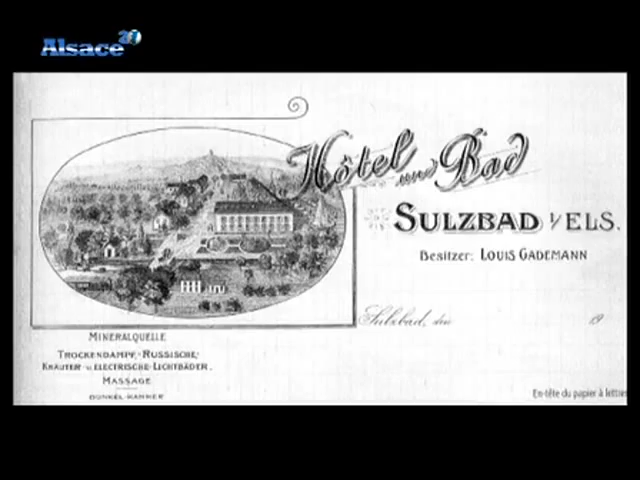 Alsace 20
Hôtel und Bad
SULZBAD I/ELS.
Besitzer: LOUIS GADEMANN
Sulzbad, den 19
MINERALQUELLE
TROCKENDAMPF- RUSSISCHE-
KRÄUTER- U. ELECTRISCHE-LICHTBÄDER.
MASSAGE
DUNKEL-KAMMER
En-tête du papier à lettre